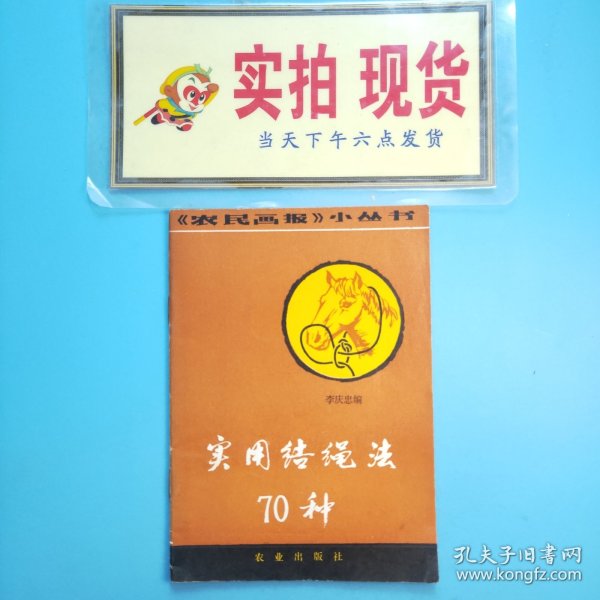 实拍 现货
当天下午六点发货
《农民画报》小丛书
李庆忠编
实用结绳法
70种
农业出版社
孔夫子旧书网
www.kongfz.com